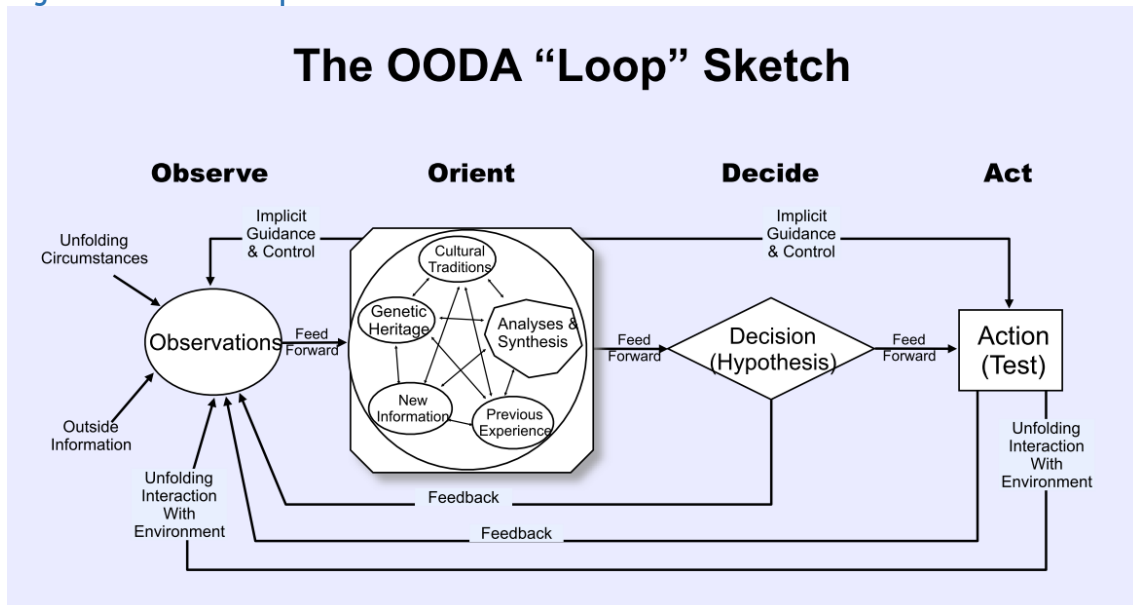 The OODA “Loop” Sketch
Observe
Orient
Decide
Act
Implicit
Guidance
& Control
Implicit
Guidance
& Control
Unfolding
Circumstances
Cultural
Traditions
Genetic
Heritage
Analyses &
Synthesis
New
Information
Previous
Experience
Observations
Feed
Forward
Feed
Forward
Decision
(Hypothesis)
Feed
Forward
Action
(Test)
Outside
Information
Unfolding
Interaction
With
Environment
Unfolding
Interaction
With
Environment
Feedback
Feedback